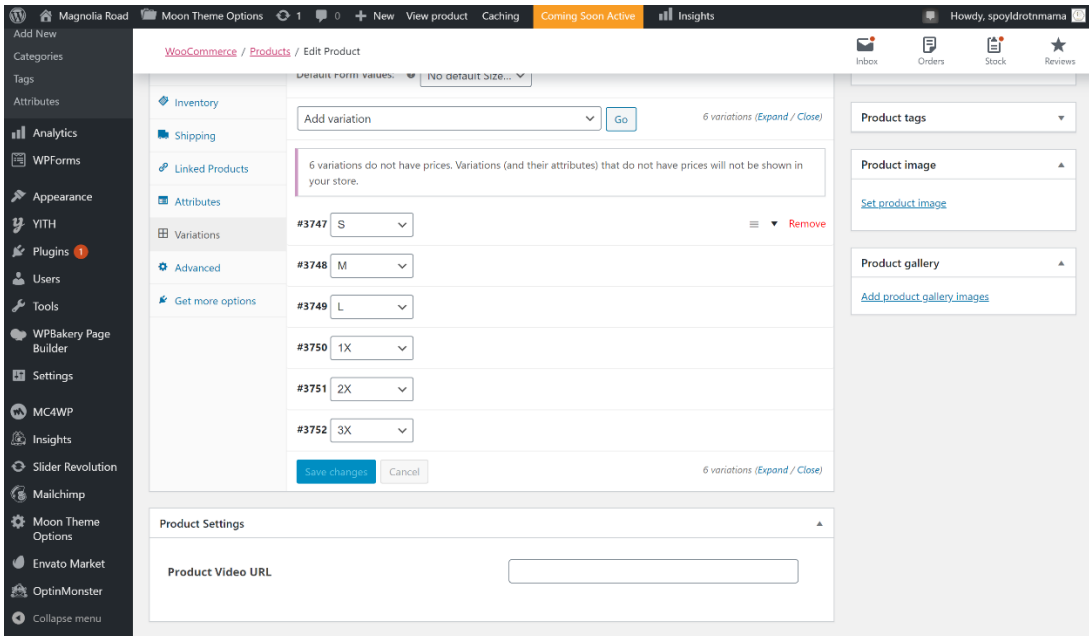 Magnolia Road Moon Theme Options 1 0 + New View product Caching Coming Soon Active Insights Howdy, spoyldrotnmama
Add New
Categories
Tags
Attributes
Analytics
WPForms
Appearance
YITH
Plugins 1
Users
Tools
WPBakery Page
Builder
Settings
MC4WP
Insights
Slider Revolution
Mailchimp
Moon Theme
Options
Envato Market
OptinMonster
Collapse menu
WooCommerce / Products / Edit Product
Inbox Orders Stock Reviews
Inventory
Shipping
Linked Products
Attributes
Variations
Advanced
Get more options
Default Form Values: No default Size...
Add variation Go 6 variations (Expand / Close)
6 variations do not have prices. Variations (and their attributes) that do not have prices will not be shown in
your store.
#3747 S Remove
#3748 M
#3749 L
#3750 1X
#3751 2X
#3752 3X
Save changes Cancel 6 variations (Expand / Close)
Product Settings
Product Video URL
Product tags
Product image
Set product image
Product gallery
Add product gallery images